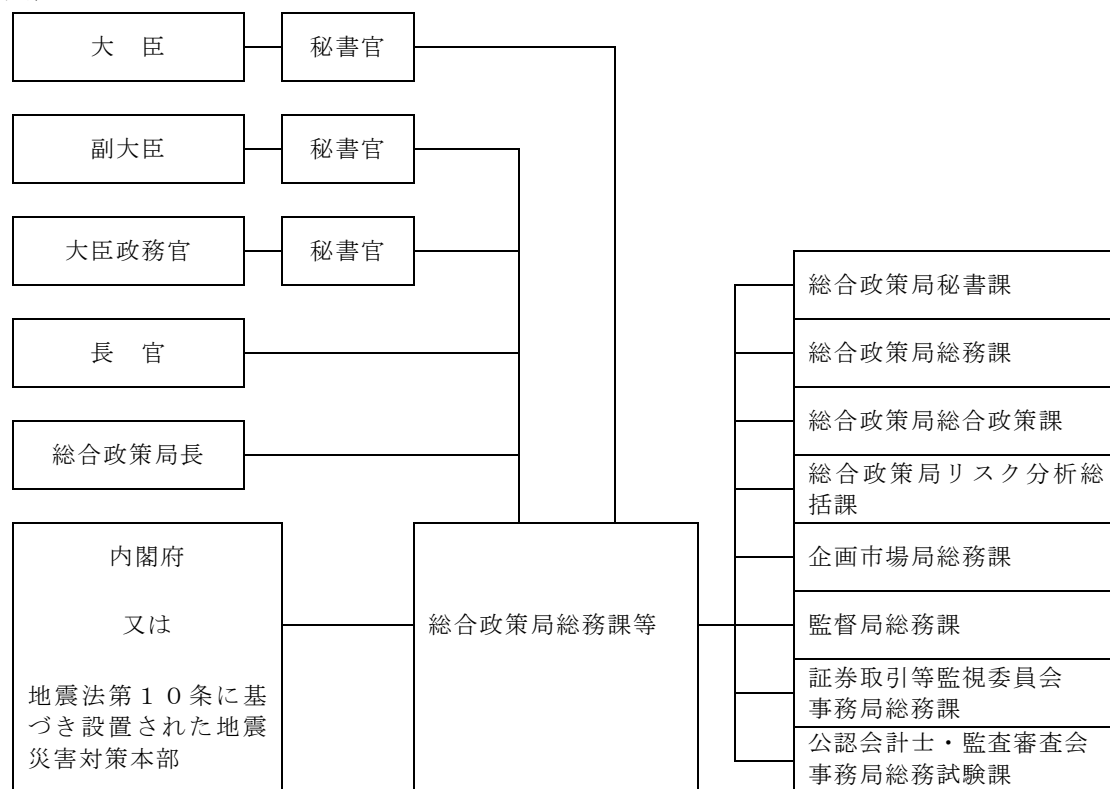 大　臣
秘書官
副大臣
秘書官
大臣政務官
秘書官
長　官
総合政策局長
内閣府
又は
地震法第１０条に基
づき設置された地震
災害対策本部
総合政策局総務課等
総合政策局秘書課
総合政策局総務課
総合政策局総合政策課
総合政策局リスク分析総
括課
企画市場局総務課
監督局総務課
証券取引等監視委員会
事務局総務課
公認会計士・監査審査会
事務局総務試験課